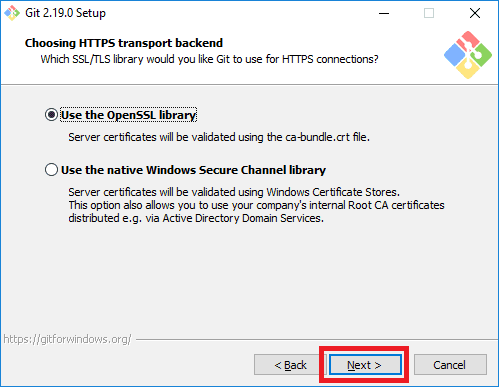 Git 2.19.0 Setup
Choosing HTTPS transport backend
Which SSL/TLS library would you like Git to use for HTTPS connections?
Use the OpenSSL library
Server certificates will be validated using the ca-bundle.crt file.
Use the native Windows Secure Channel library
Server certificates will be validated using Windows Certificate Stores.
This option also allows you to use your company's internal Root CA certificates
distributed e.g. via Active Directory Domain Services.
https://gitforwindows.org/
< Back
Next >
Cancel